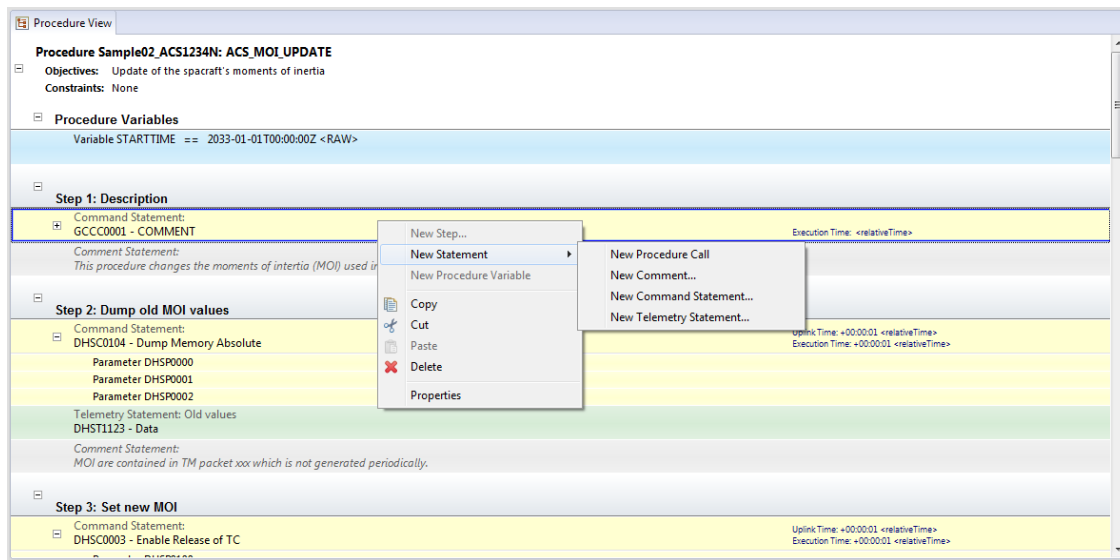 Procedure View
Procedure Sample02_ACS1234N: ACS_MOI_UPDATE
Objectives: Update of the spacraft's moments of inertia
Constraints: None
Procedure Variables
Variable STARTTIME == 2033-01-01T00:00:00Z <RAW>
Step 1: Description
Command Statement:
GCCC0001 - COMMENT
Execution Time: <relativeTime>
Comment Statement:
This procedure changes the moments of intertia (MOI) used in
New Step...
New Statement
New Procedure Variable
Copy
Cut
Paste
Delete
Properties
New Procedure Call
New Comment...
New Command Statement...
New Telemetry Statement...
Step 2: Dump old MOI values
Command Statement:
DHSC0104 - Dump Memory Absolute
Uplink Time: +00:00:01 <relativeTime>
Execution Time: +00:00:01 <relativeTime>
Parameter DHSP0000
Parameter DHSP0001
Parameter DHSP0002
Telemetry Statement: Old values
DHST1123 - Data
Comment Statement:
MOI are contained in TM packet xxx which is not generated periodically.
Step 3: Set new MOI
Command Statement:
DHSC0003 - Enable Release of TC
Uplink Time: +00:00:01 <relativeTime>
Execution Time: +00:00:01 <relativeTime>